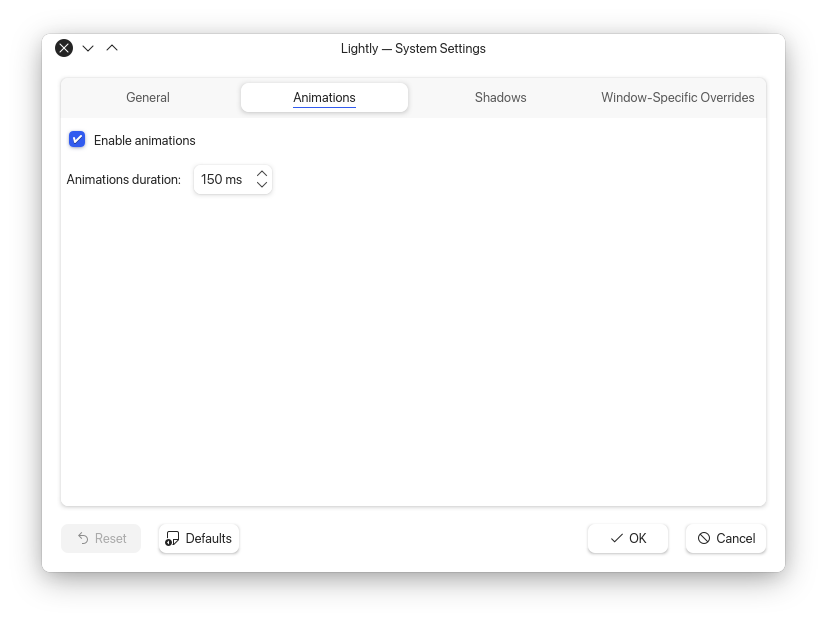 Lightly — System Settings
General Animations Shadows Window-Specific Overrides
Enable animations
Animations duration: 150 ms
Reset Defaults OK Cancel